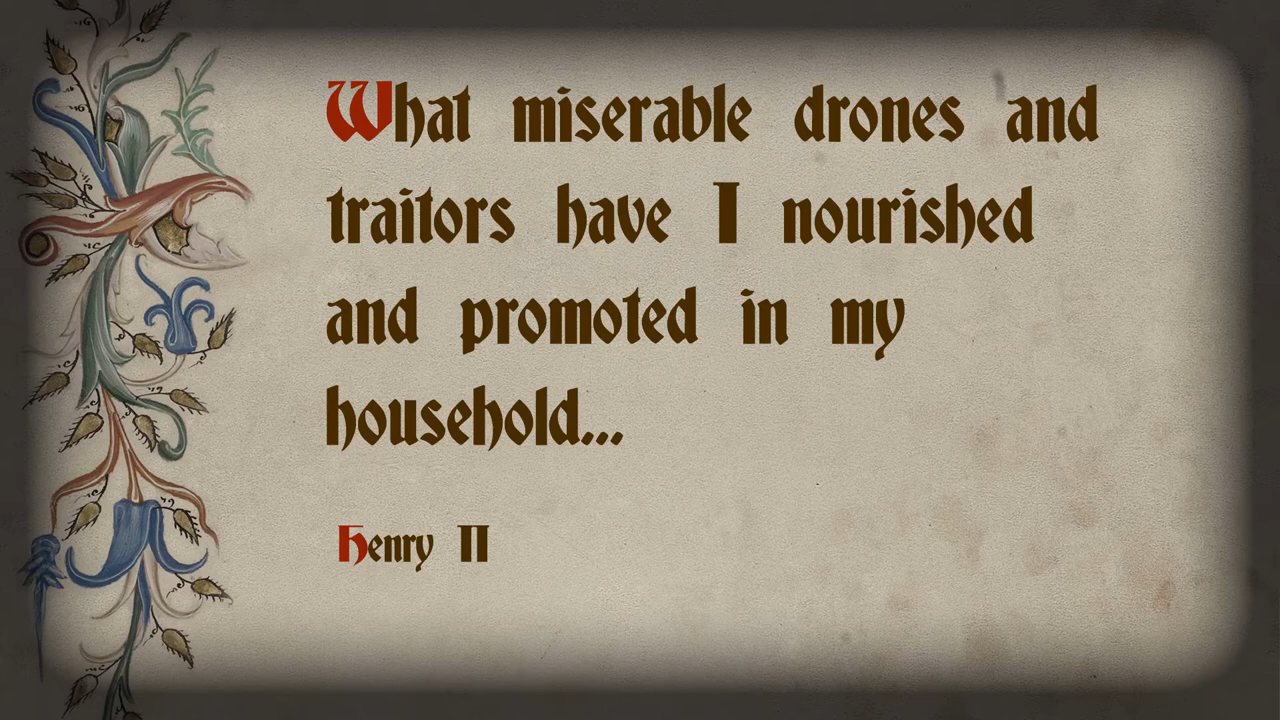 What miserable drones and
traitors have I nourished
and promoted in my
household...
Henry II